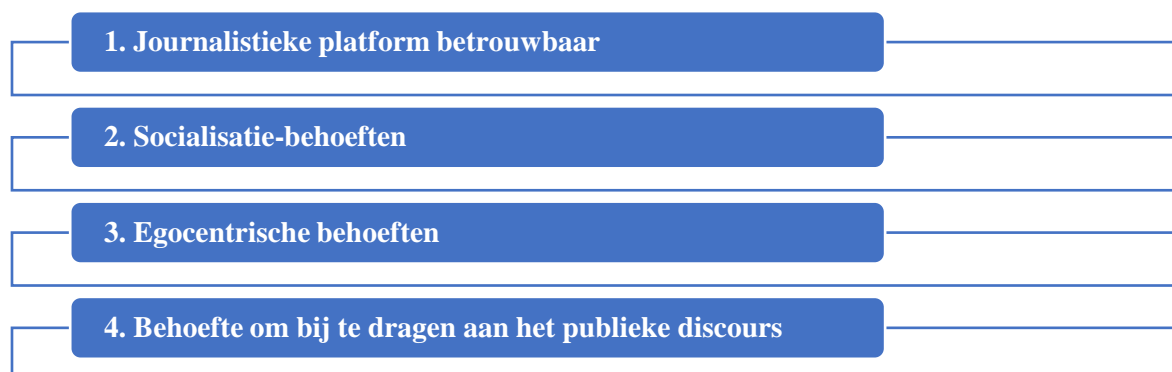 1. Journalistieke platform betrouwbaar
2. Socialisatie-behoeften
3. Egocentrische behoeften
4. Behoefte om bij te dragen aan het publieke discours